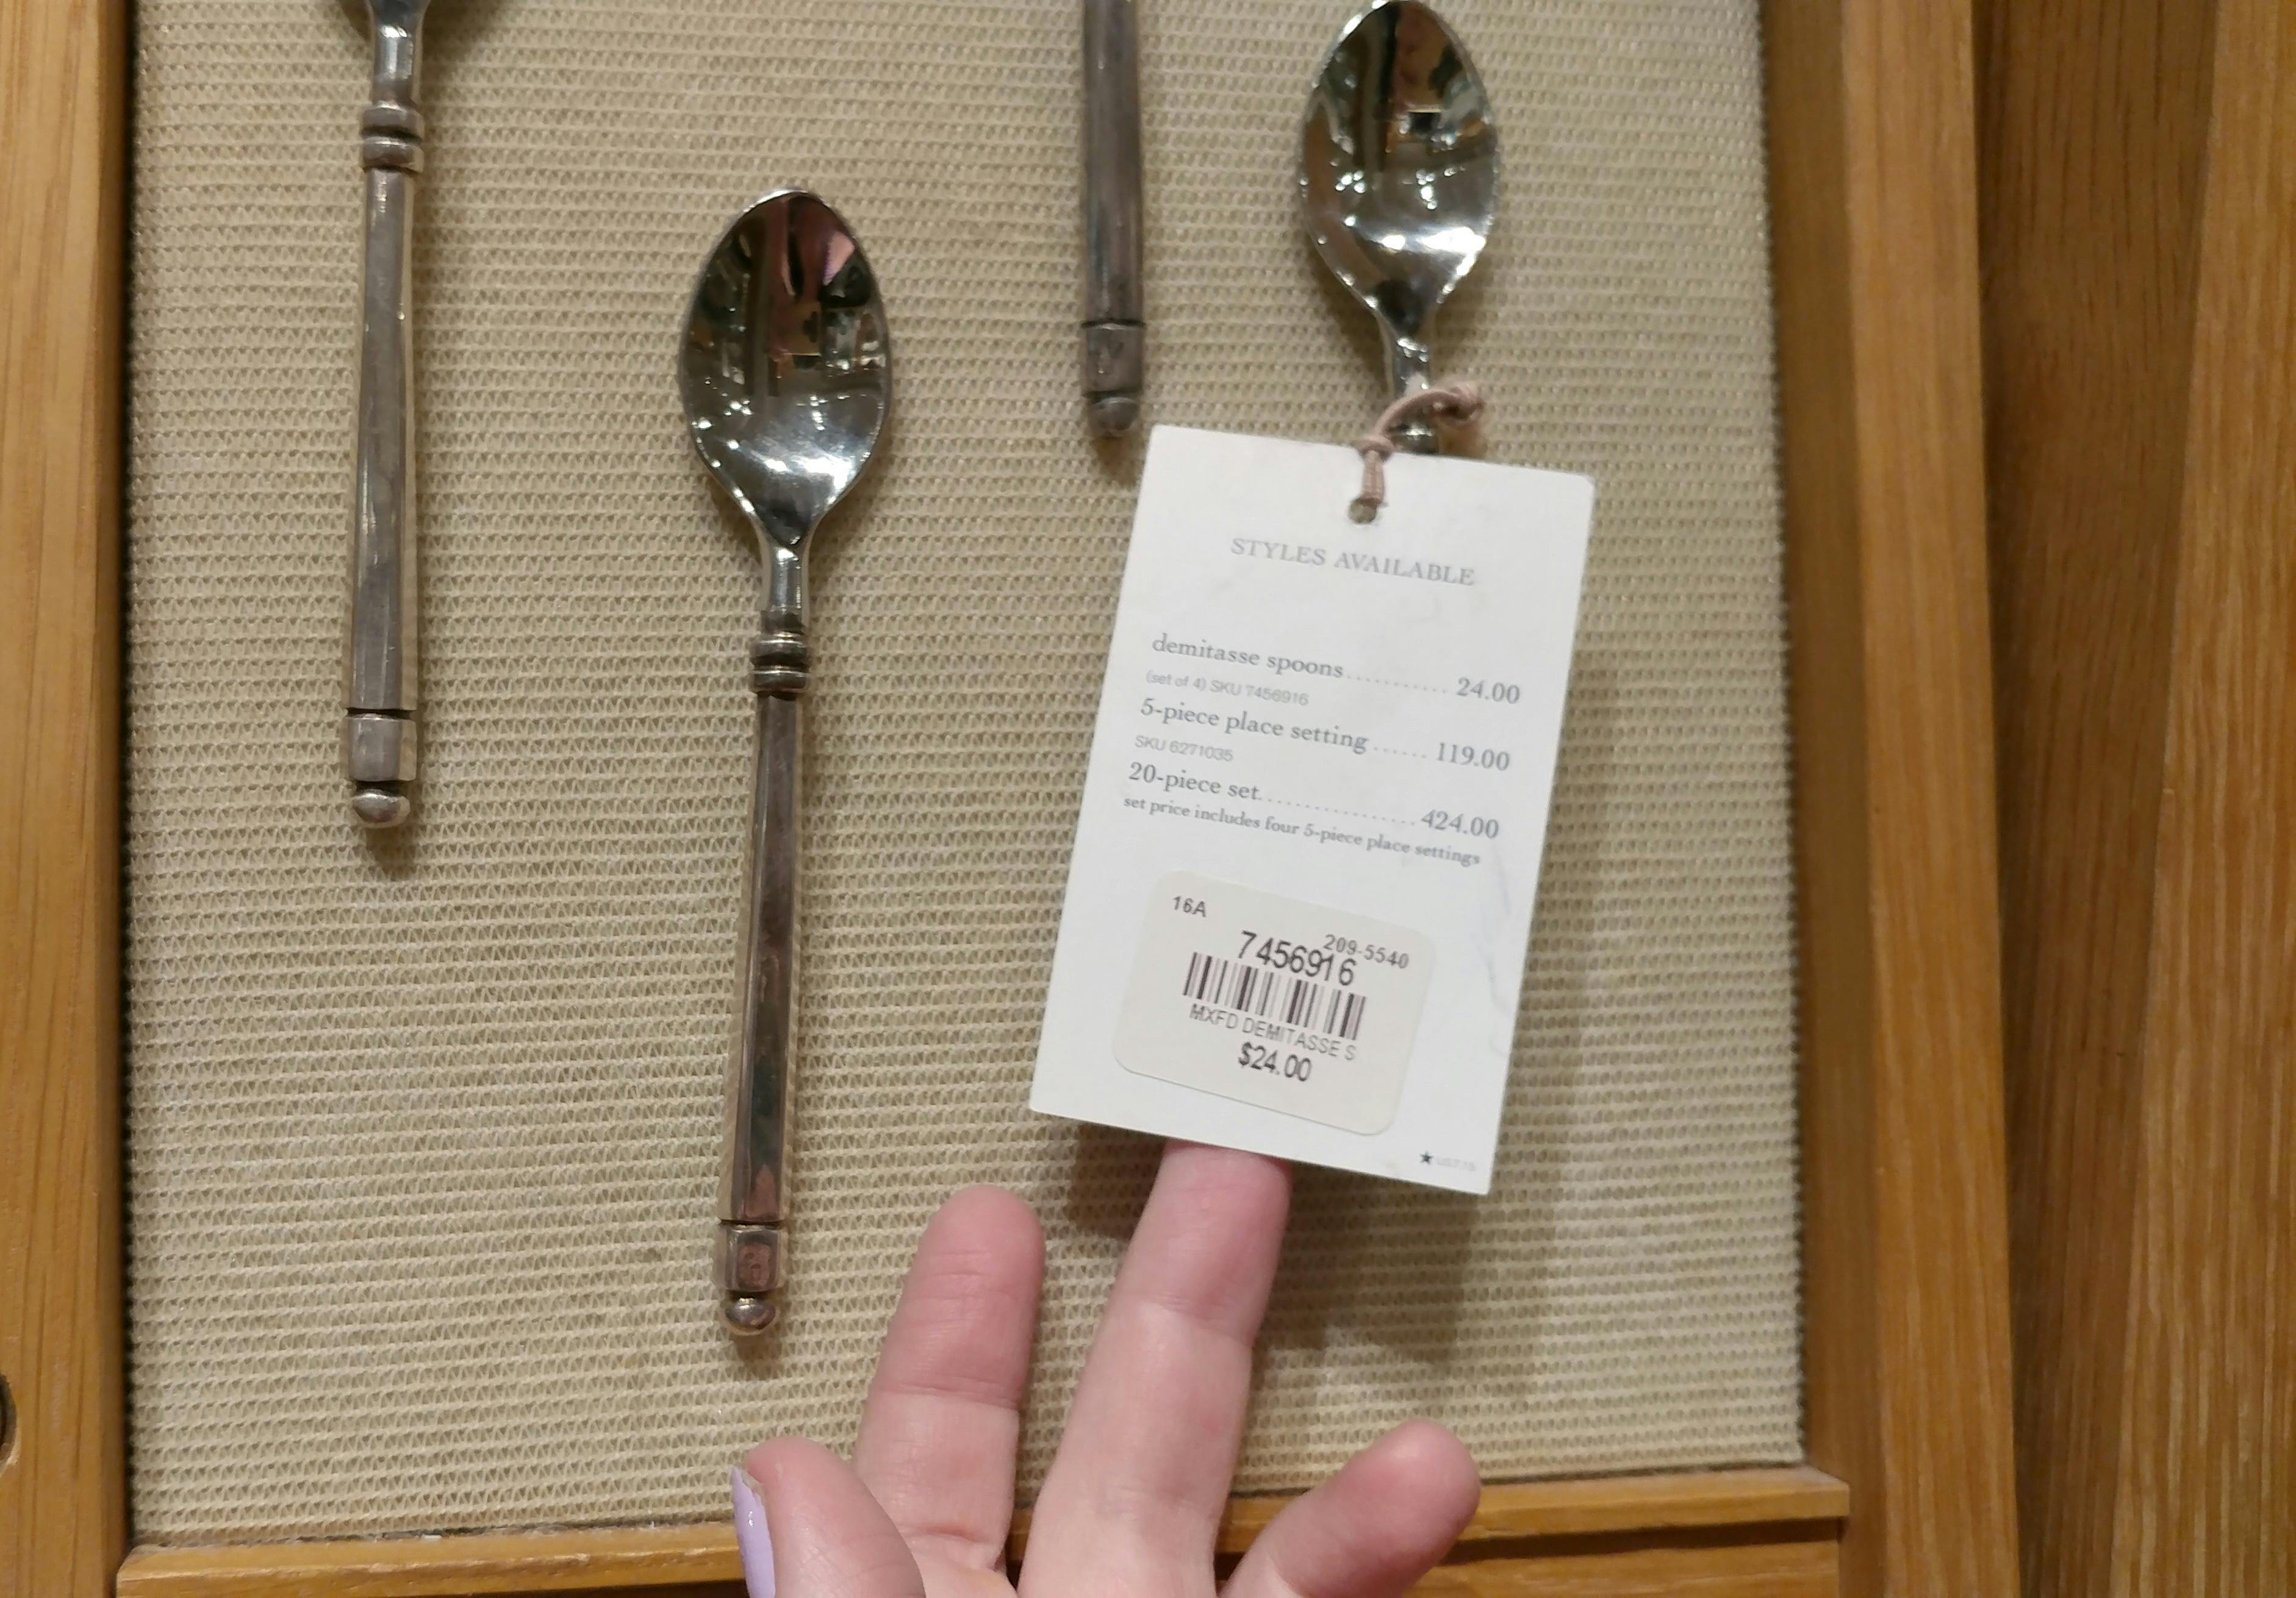 STYLES AVAILABLE
demitasse spoons........... 24.00
(set of 4) SKU 7456916
5-piece place setting...... 119.00
SKU 6271035
20-piece set.............. 424.00
set price includes four 5-piece place settings
16A
209-5540
7456916
MXFD DEMITASSE S
$24.00
★